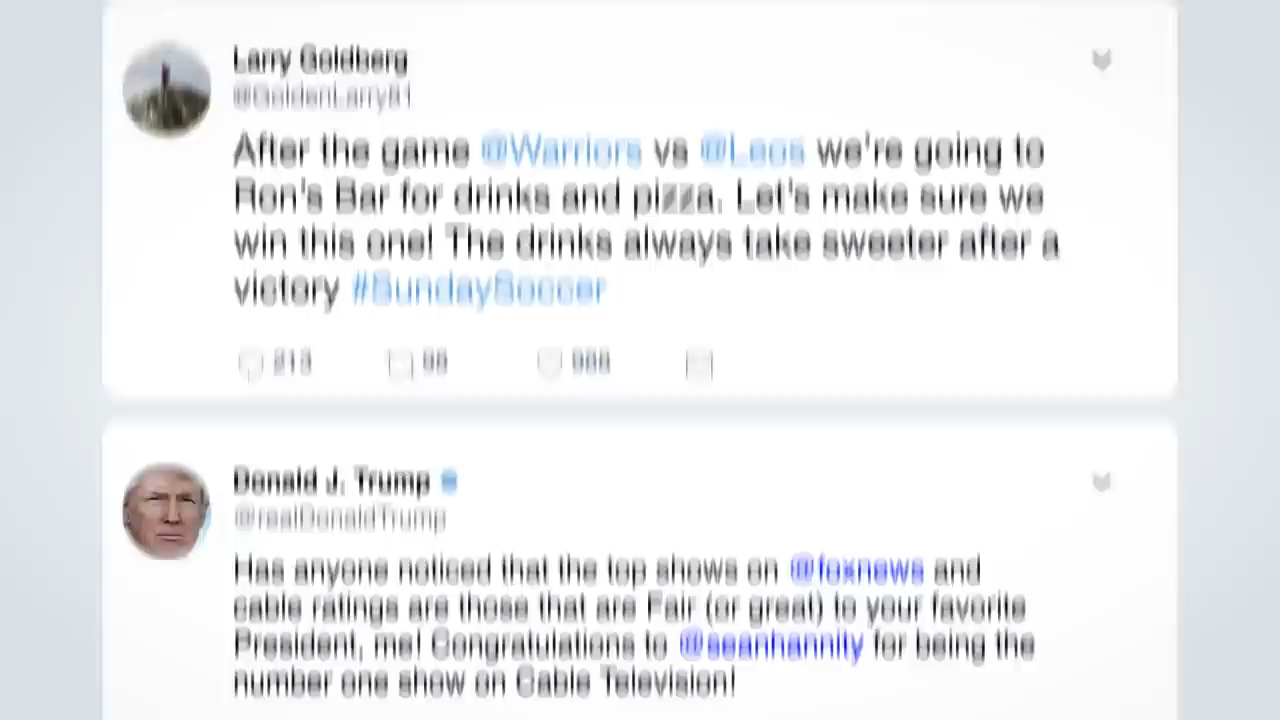 Larry Goldberg
@GoldenLarry81
After the game @Warriors vs @Leos we're going to
Ron's Bar for drinks and pizza. Let's make sure we
win this one! The drinks always take sweeter after a
victory #SundaySoccer
213 98 986
Donald J. Trump
@realDonaldTrump
Has anyone noticed that the top shows on @foxnews and
cable ratings are those that are Fair (or great) to your favorite
President, me! Congratulations to @seanhannity for being the
number one show on Cable Television!